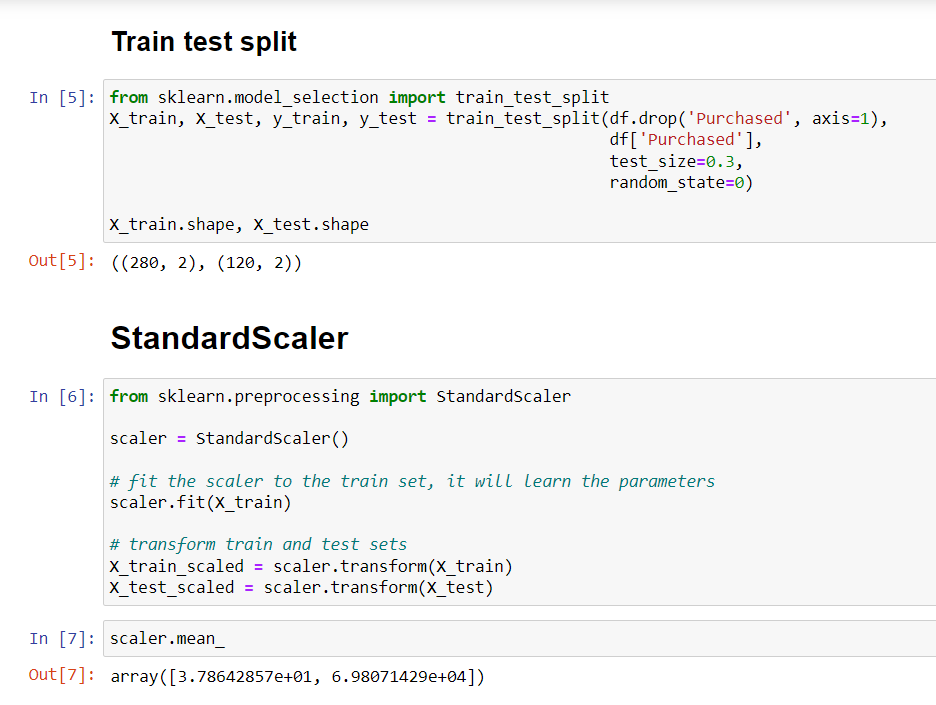 Train test split
In [5]: from sklearn.model_selection import train_test_split
X_train, X_test, y_train, y_test = train_test_split(df.drop('Purchased', axis=1),
df['Purchased'],
test_size=0.3,
random_state=0)
X_train.shape, X_test.shape
Out[5]: ((280, 2), (120, 2))
StandardScaler
In [6]: from sklearn.preprocessing import StandardScaler
scaler = StandardScaler()
# fit the scaler to the train set, it will learn the parameters
scaler.fit(X_train)
# transform train and test sets
X_train_scaled = scaler.transform(X_train)
X_test_scaled = scaler.transform(X_test)
In [7]: scaler.mean_
Out[7]: array([3.78642857e+01, 6.98071429e+04])